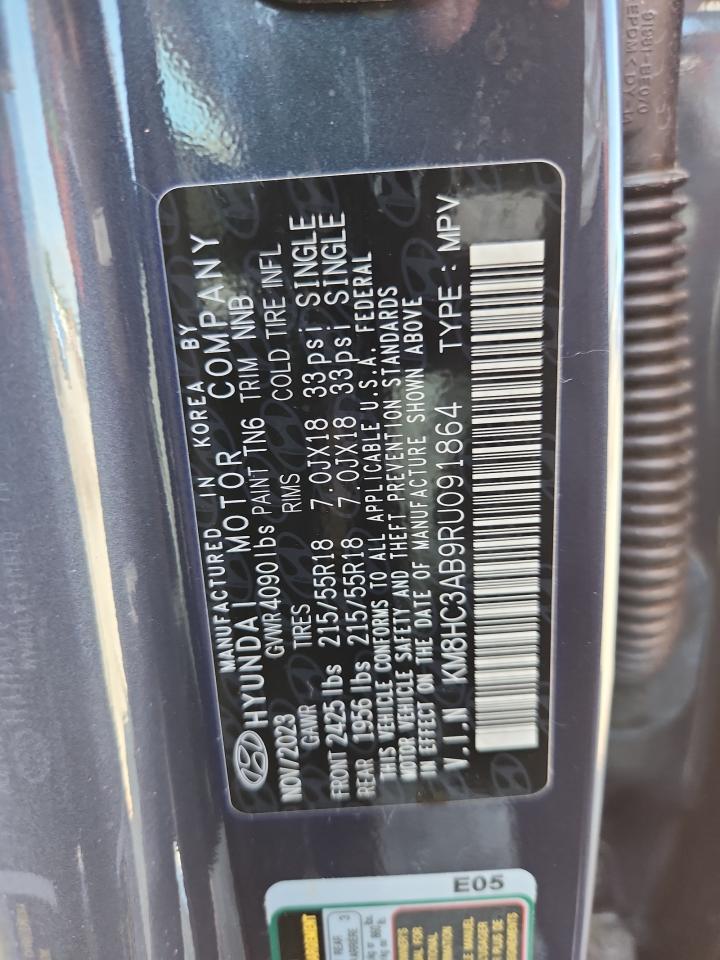 MANUFACTURED IN KOREA BY
HYUNDAI MOTOR COMPANY
NOV/2023 GVWR 4090lbs PAINT TN6 TRIM NNB
GAWR TIRES RIMS COLD TIRE INFL
FRONT 2425 lbs 215/55R18 7.0JX18 33psi SINGLE
REAR 1956 lbs 215/55R18 7.0JX18 33psi SINGLE
THIS VEHICLE CONFORMS TO ALL APPLICABLE U.S.A. FEDERAL
MOTOR VEHICLE SAFETY AND THEFT PREVENTION STANDARDS
IN EFFECT ON THE DATE OF MANUFACTURE SHOWN ABOVE
V.I.N KM8HC3AB9RU091864 TYPE : MPV
E05
REAR 3